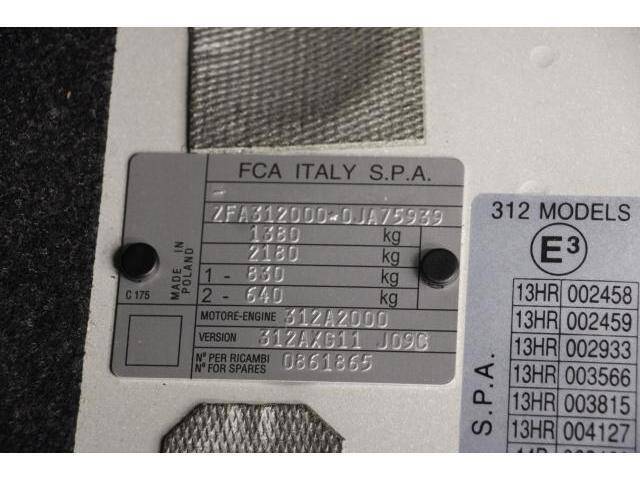 FCA ITALY S.P.A.
-
ZFA312000*0JA75939
1380 kg
2180 kg
1 - 830 kg
2 - 640 kg
MADE IN
POLAND
C 175
MOTORE-ENGINE 312A2000
VERSION 312AXG11 J09C
N° PER RICAMBI
N° FOR SPARES 0861865
312 MODELS
E3
S.P.A.
13HR 002458
13HR 002459
13HR 002933
13HR 003566
13HR 003815
13HR 004127